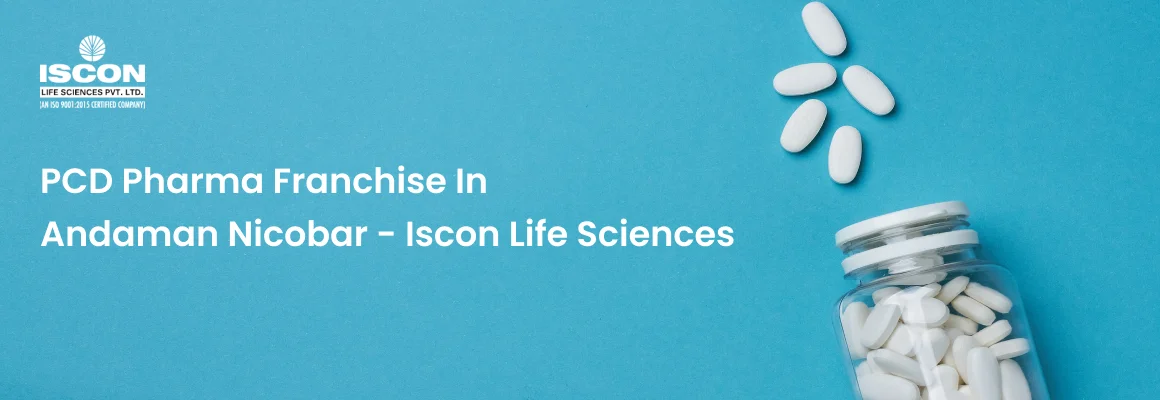 ISCON
LIFE SCIENCES PVT. LTD.
(AN ISO 9001:2015 CERTIFIED COMPANY)
PCD Pharma Franchise In
Andaman Nicobar - Iscon Life Sciences